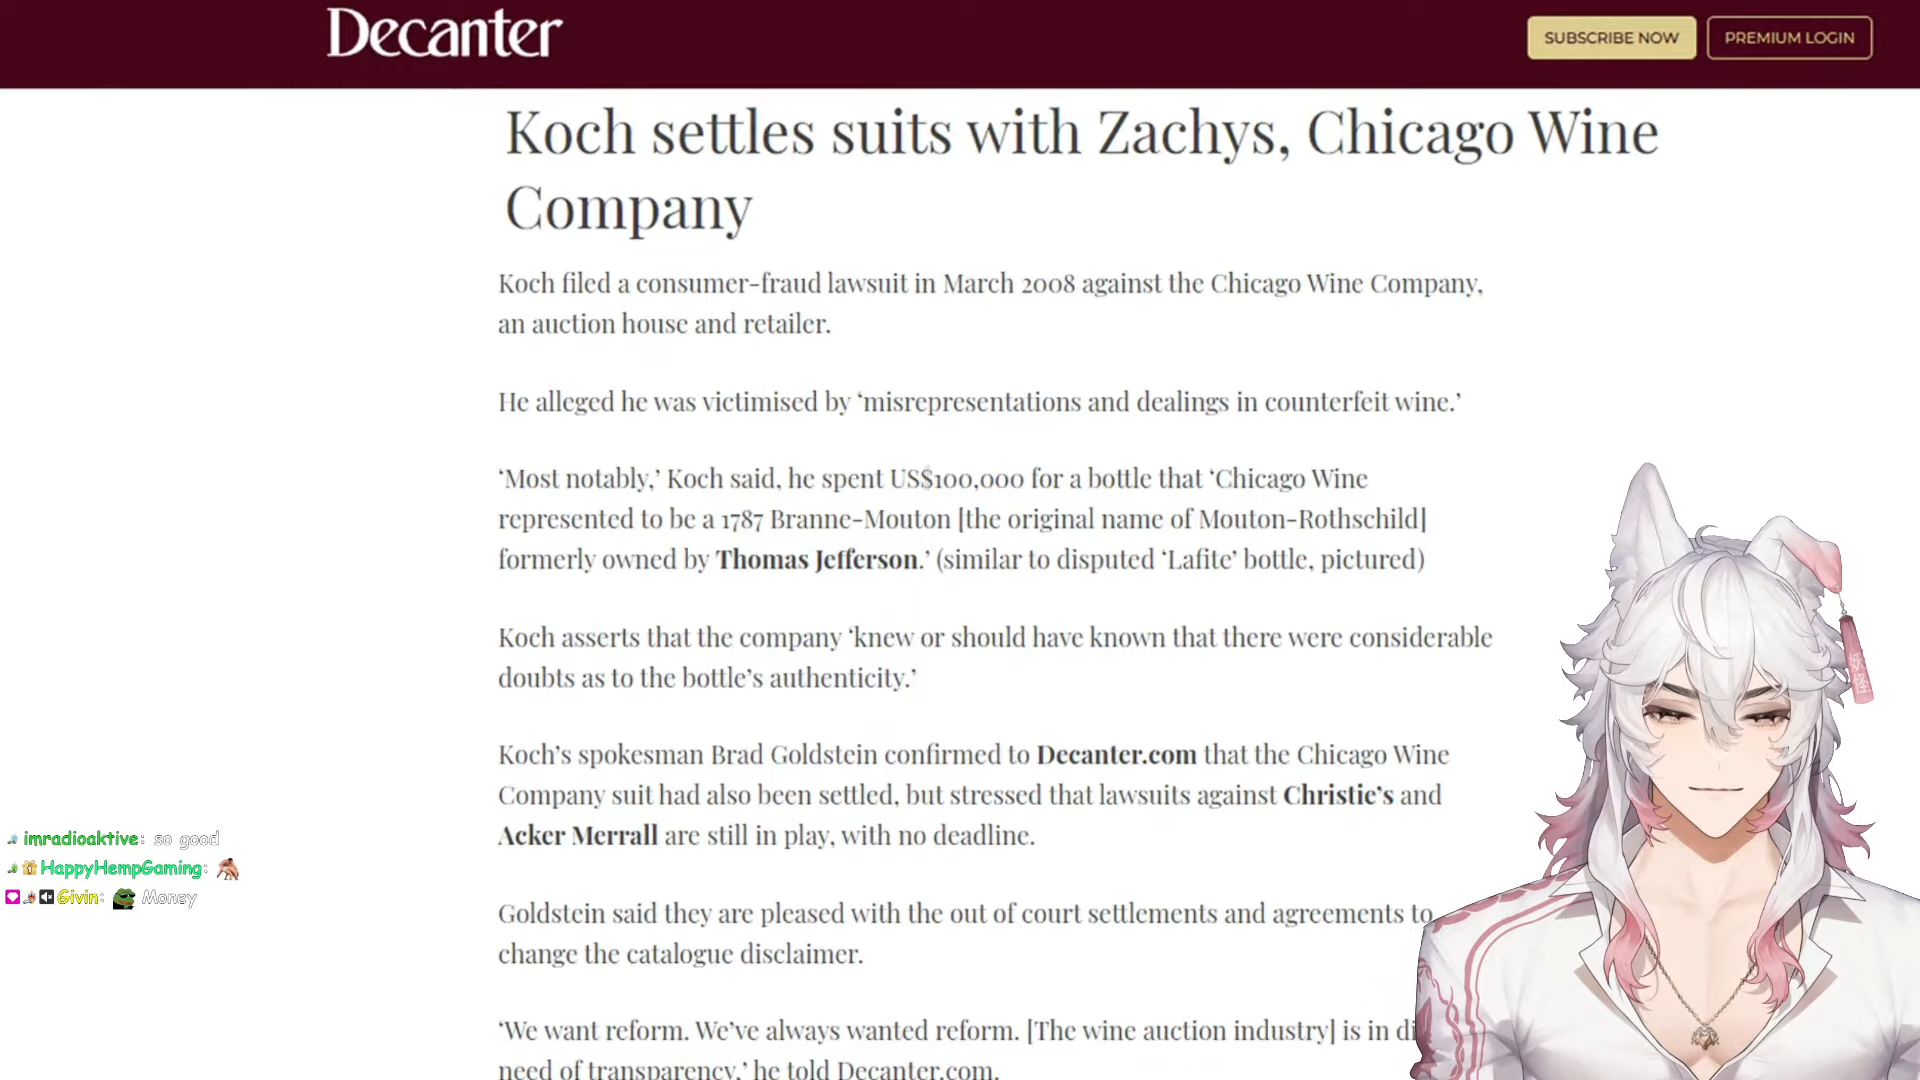 Decanter
SUBSCRIBE NOW
PREMIUM LOGIN
Koch settles suits with Zachys, Chicago Wine
Company
Koch filed a consumer-fraud lawsuit in March 2008 against the Chicago Wine Company,
an auction house and retailer.
He alleged he was victimised by ‘misrepresentations and dealings in counterfeit wine.’
‘Most notably,’ Koch said, he spent US$100,000 for a bottle that ‘Chicago Wine
represented to be a 1787 Branne-Mouton [the original name of Mouton-Rothschild]
formerly owned by Thomas Jefferson.’ (similar to disputed ‘Lafite’ bottle, pictured)
Koch asserts that the company ‘knew or should have known that there were considerable
doubts as to the bottle’s authenticity.’
Koch’s spokesman Brad Goldstein confirmed to Decanter.com that the Chicago Wine
Company suit had also been settled, but stressed that lawsuits against Christie’s and
Acker Merrall are still in play, with no deadline.
Goldstein said they are pleased with the out of court settlements and agreements to
change the catalogue disclaimer.
‘We want reform. We’ve always wanted reform. [The wine auction industry] is in di
need of transparency,’ he told Decanter.com.
imradioaktive: so good
HappyHempGaming:
Givin: Money
妖怪